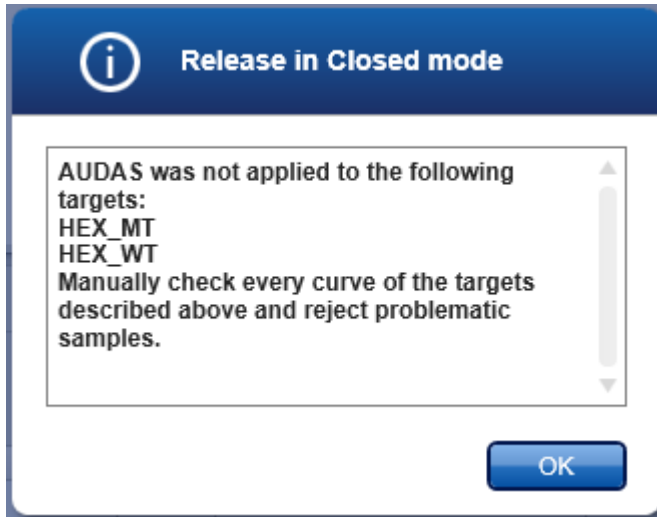 Release in Closed mode
AUDAS was not applied to the following
targets:
HEX_MT
HEX_WT
Manually check every curve of the targets
described above and reject problematic
samples.
OK